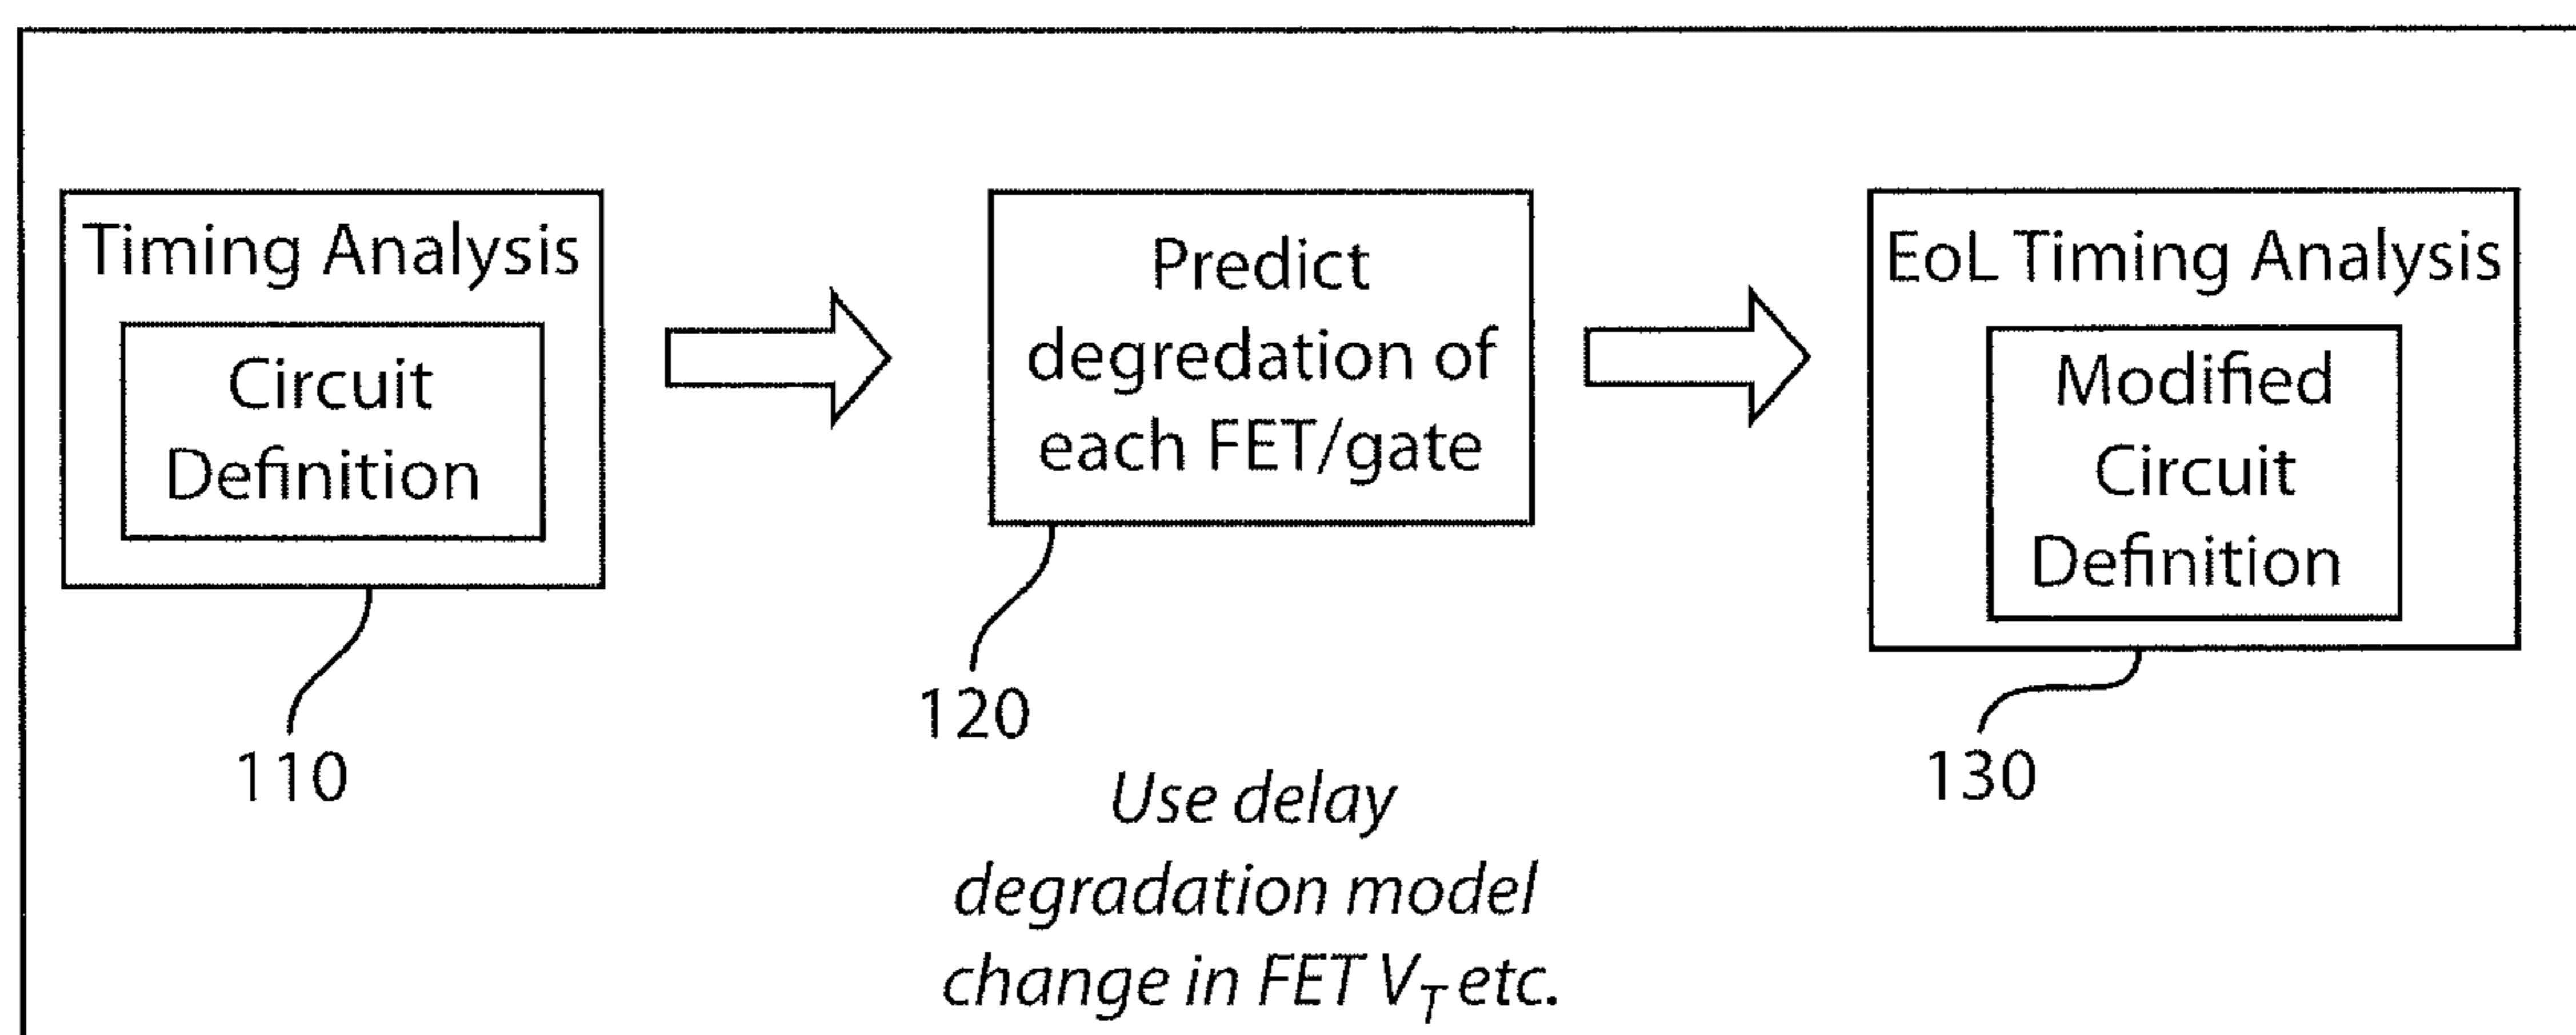 Timing Analysis
Circuit
Definition
110
Predict
degredation of
each FET/gate
120
Use delay
degradation model
change in FET V_T etc.
EoL Timing Analysis
Modified
Circuit
Definition
130